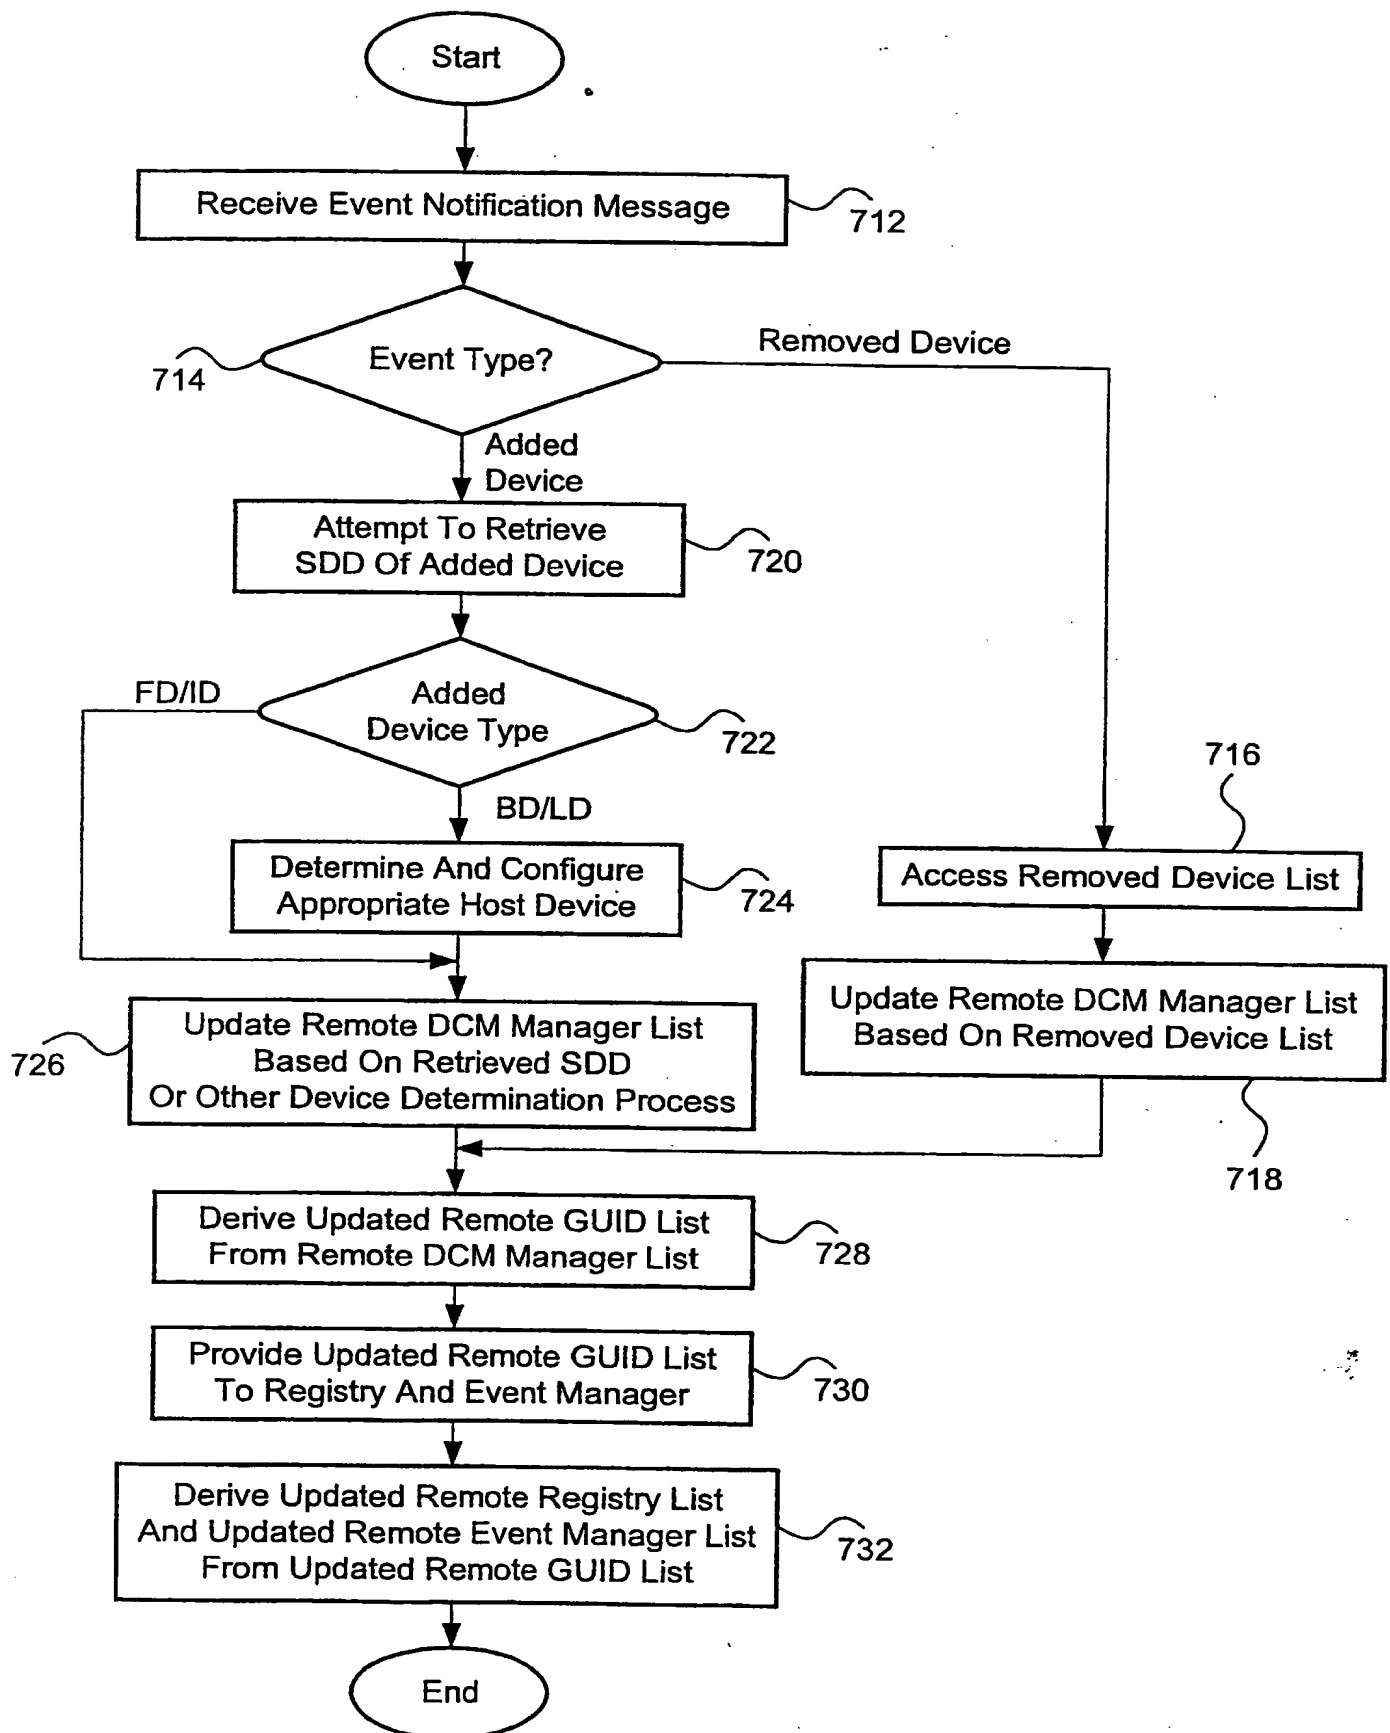 Start
Receive Event Notification Message
712
Event Type?
714
Removed Device
Added
Device
Attempt To Retrieve
SDD Of Added Device
720
FD/ID
Added
Device Type
722
BD/LD
716
Determine And Configure
Appropriate Host Device
724
Access Removed Device List
Update Remote DCM Manager List
Based On Removed Device List
718
Update Remote DCM Manager List
Based On Retrieved SDD
Or Other Device Determination Process
726
Derive Updated Remote GUID List
From Remote DCM Manager List
728
Provide Updated Remote GUID List
To Registry And Event Manager
730
Derive Updated Remote Registry List
And Updated Remote Event Manager List
From Updated Remote GUID List
732
End